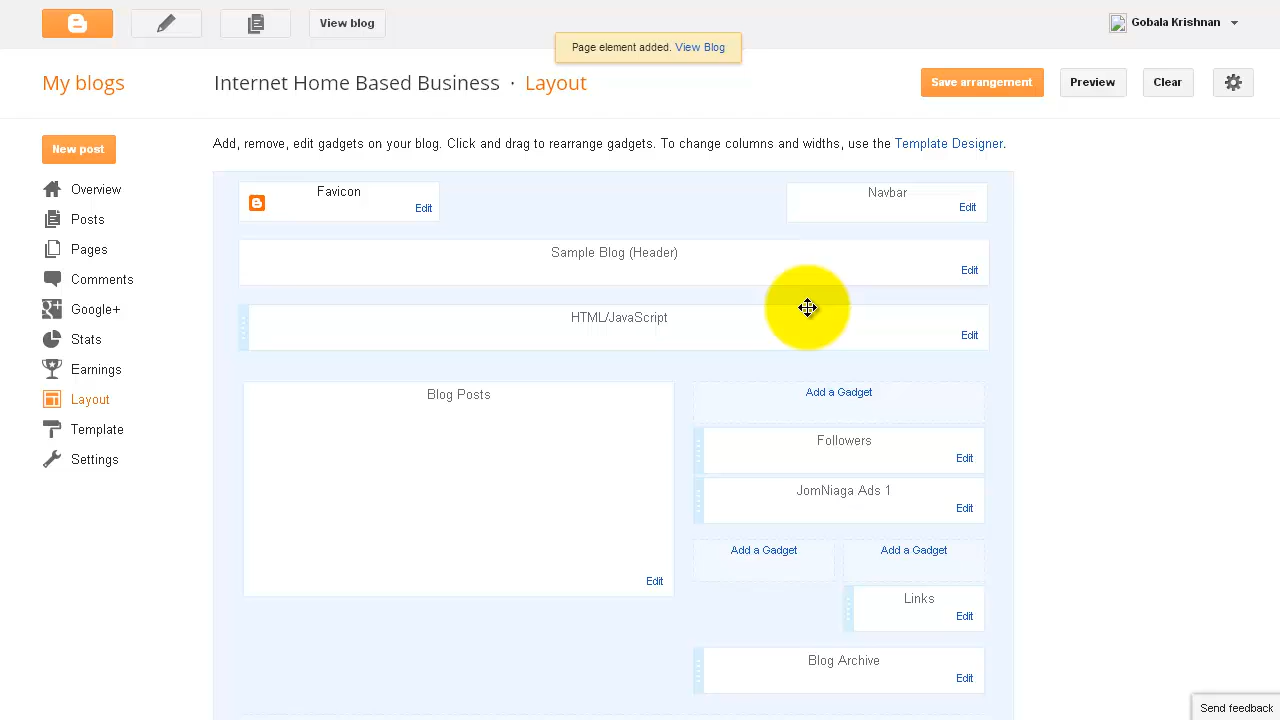 View blog
Gobala Krishnan
Page element added. View Blog
My blogs
Internet Home Based Business · Layout
Save arrangement
Preview
Clear
New post
Add, remove, edit gadgets on your blog. Click and drag to rearrange gadgets. To change columns and widths, use the Template Designer.
Overview
Posts
Pages
Comments
Google+
Stats
Earnings
Layout
Template
Settings
Favicon
Edit
Navbar
Edit
Sample Blog (Header)
Edit
HTML/JavaScript
Edit
Blog Posts
Edit
Add a Gadget
Followers
Edit
JomNiaga Ads 1
Edit
Add a Gadget
Add a Gadget
Links
Edit
Blog Archive
Edit
Send feedback